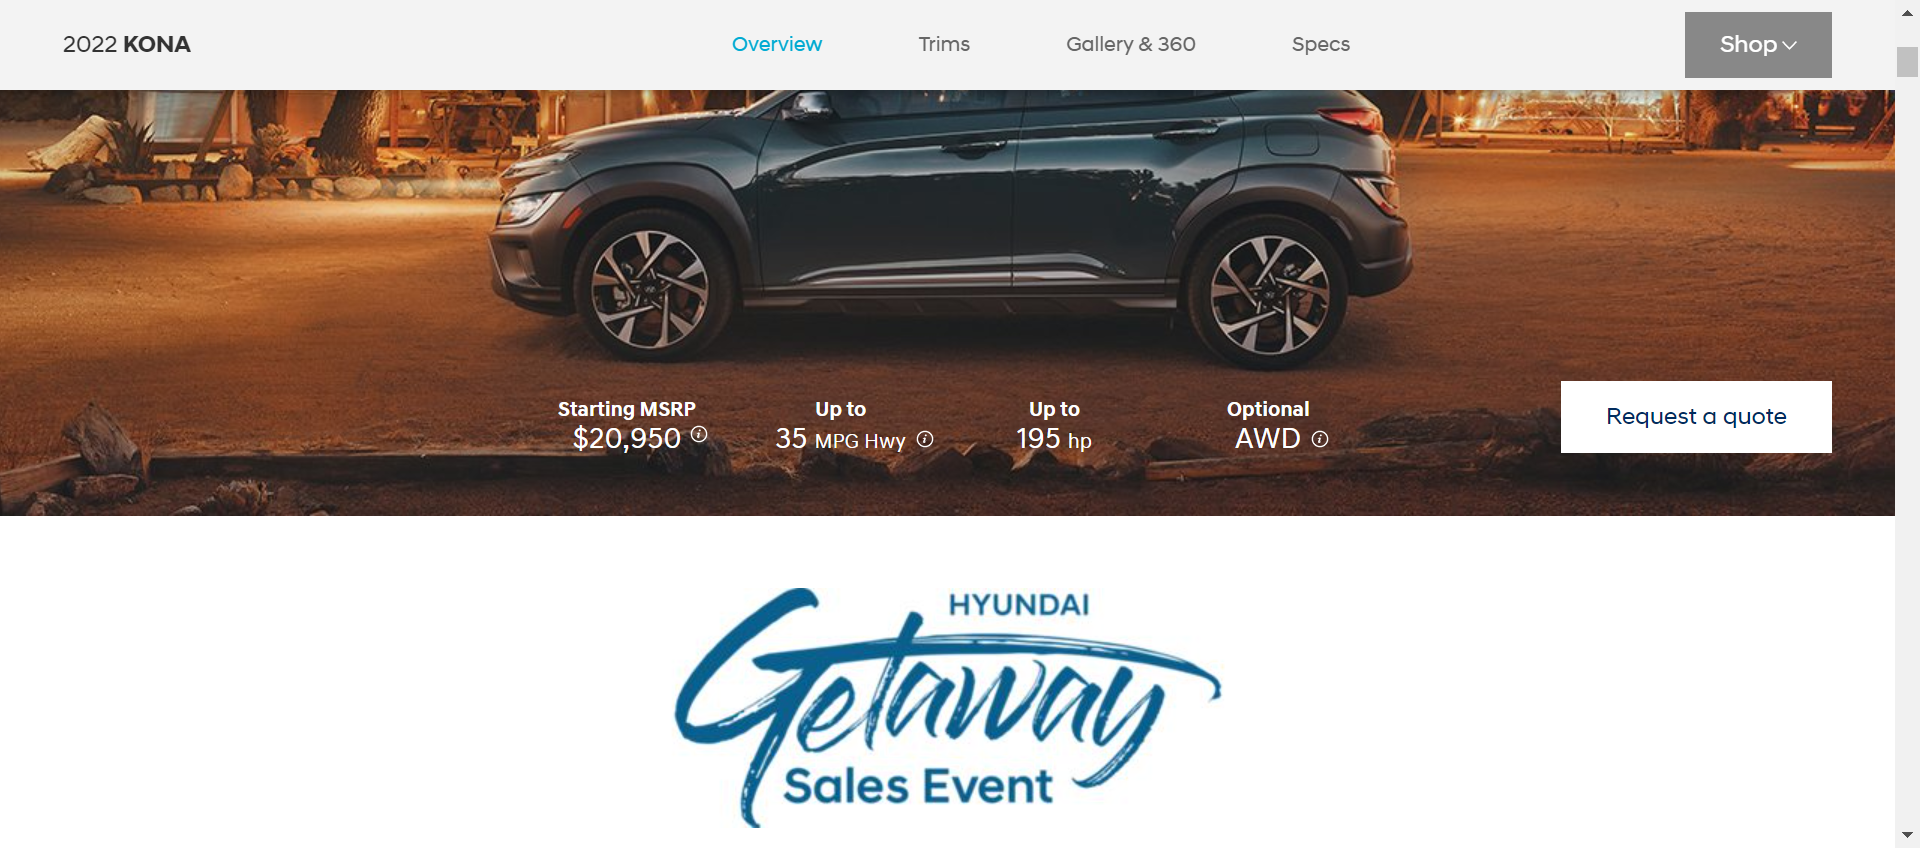 2022 KONA
Overview
Trims
Gallery & 360
Specs
Shop
Starting MSRP
$20,950
Up to
35 MPG Hwy
Up to
195 hp
Optional
AWD
Request a quote
HYUNDAI
Getaway
Sales Event